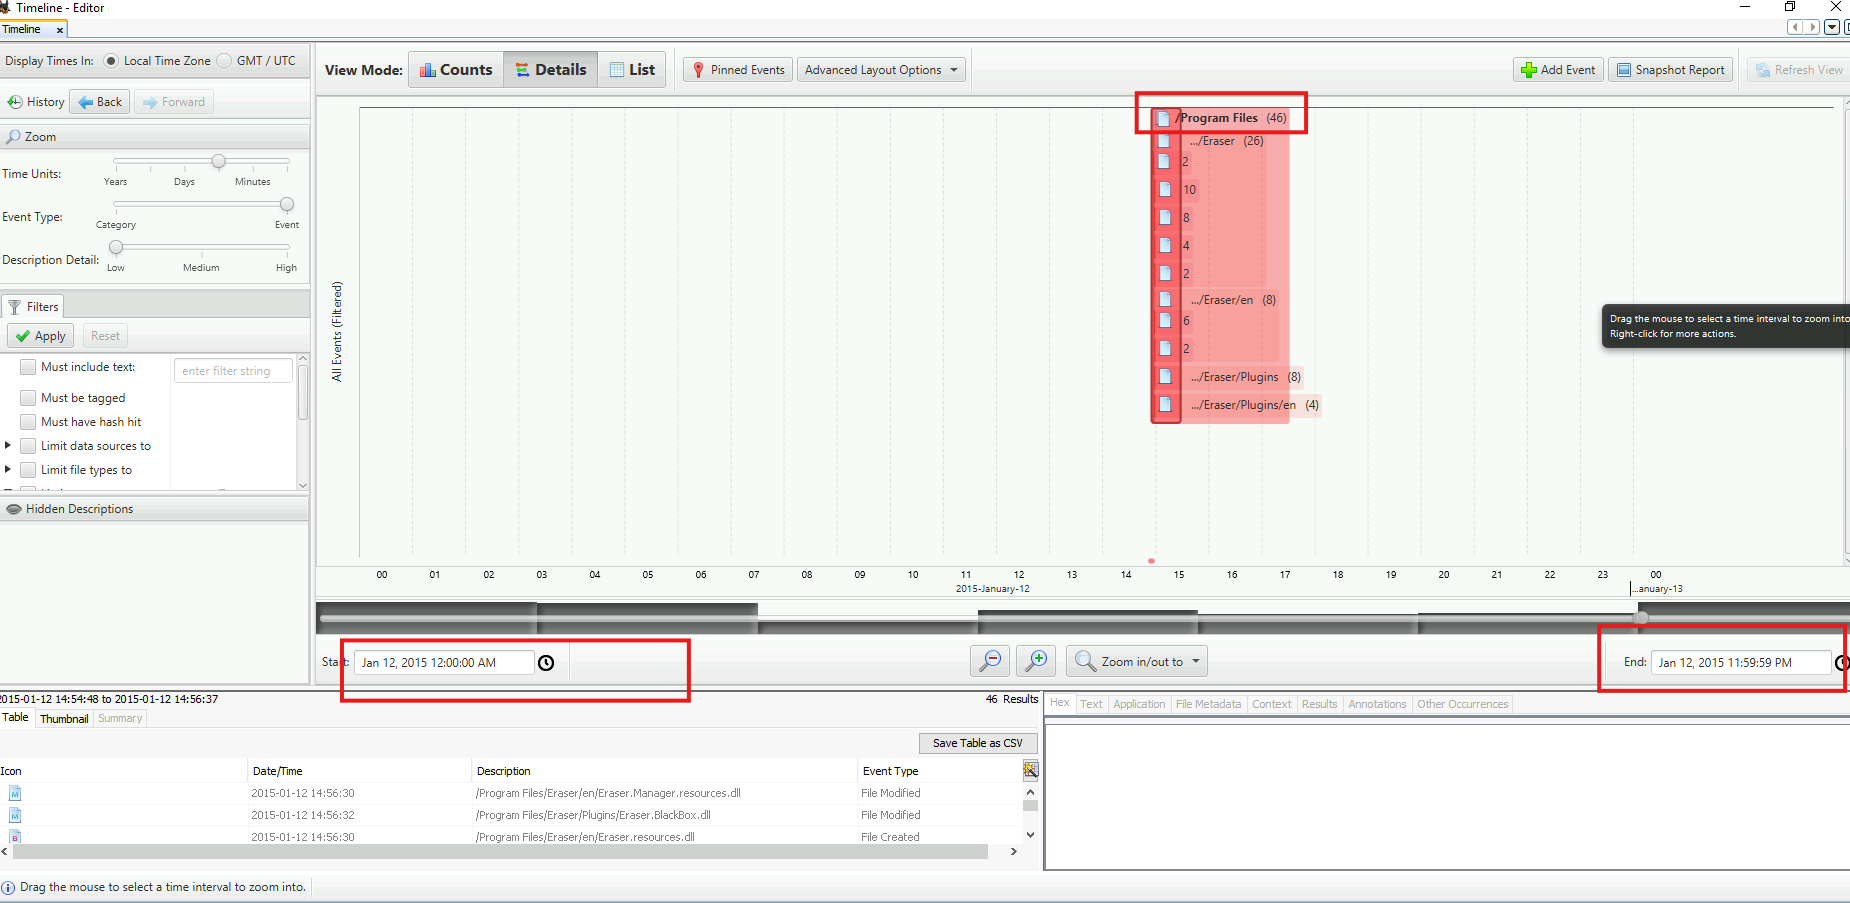 Timeline - Editor
Timeline x
Display Times In: Local Time Zone GMT / UTC
History Back Forward
Zoom
Time Units:
Years Days Minutes
Event Type:
Category Event
Description Detail:
Low Medium High
Filters
Apply Reset
Must include text: enter filter string
Must be tagged
Must have hash hit
Limit data sources to
Limit file types to
Hidden Descriptions
View Mode: Counts Details List Pinned Events Advanced Layout Options Add Event Snapshot Report Refresh View
All Events (Filtered)
/Program Files (46)
.../Eraser (26)
2
10
8
4
2
.../Eraser/en (8)
6
2
.../Eraser/Plugins (8)
.../Eraser/Plugins/en (4)
Drag the mouse to select a time interval to zoom into
Right-click for more actions.
00 01 02 03 04 05 06 07 08 09 10 11 12 13 14 15 16 17 18 19 20 21 22 23 00
2015-January-12 ...anuary-13
Start: Jan 12, 2015 12:00:00 AM Zoom in/out to End: Jan 12, 2015 11:59:59 PM
2015-01-12 14:54:48 to 2015-01-12 14:56:37 46 Results
Table Thumbnail Summary
Save Table as CSV
Icon Date/Time Description Event Type
M 2015-01-12 14:56:30 /Program Files/Eraser/en/Eraser.Manager.resources.dll File Modified
M 2015-01-12 14:56:32 /Program Files/Eraser/Plugins/Eraser.BlackBox.dll File Modified
B 2015-01-12 14:56:30 /Program Files/Eraser/en/Eraser.resources.dll File Created
Hex Text Application File Metadata Context Results Annotations Other Occurrences
Drag the mouse to select a time interval to zoom into.